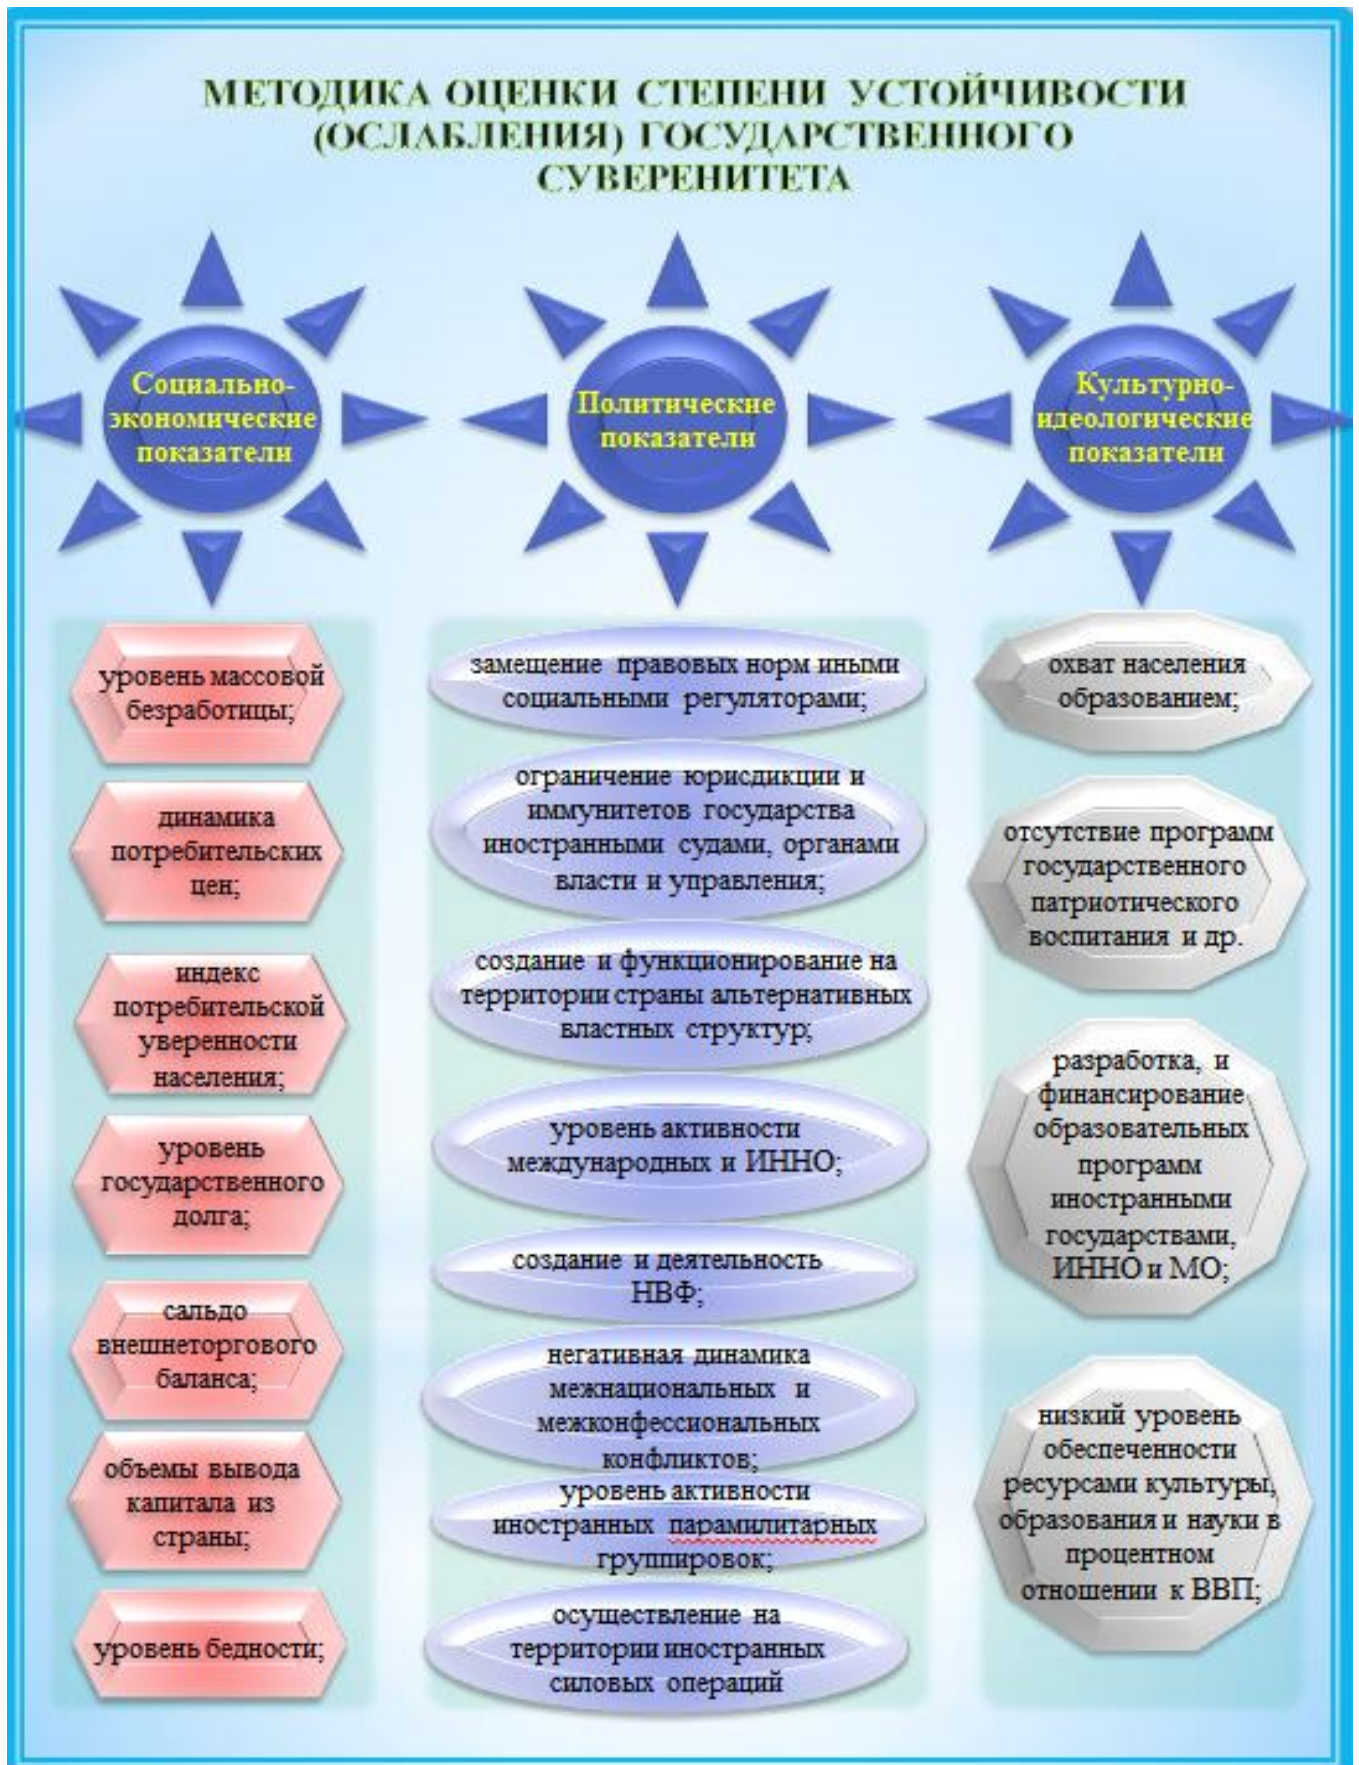 МЕТОДИКА ОЦЕНКИ СТЕПЕНИ УСТОЙЧИВОСТИ
(ОСЛАБЛЕНИЯ) ГОСУДАРСТВЕННОГО
СУВЕРЕНИТЕТА
Социально-
экономические
показатели
Политические
показатели
Культурно-
идеологические
показатели
уровень массовой
безработицы;
динамика
потребительских
цен;
индекс
потребительской
уверенности
населения;
уровень
государственного
долга;
сальдо
внешнеторгового
баланса;
объемы вывода
капитала из
страны;
уровень бедности;
замещение правовых норм иными
социальными регуляторами;
ограничение юрисдикции и
иммунитетов государства
иностранными судами, органами
власти и управления;
создание и функционирование на
территории страны альтернативных
властных структур;
уровень активности
международных и ИННО;
создание и деятельность
НВФ;
негативная динамика
межнациональных и
межконфессиональных
конфликтов;
уровень активности
иностранных парамилитарных
группировок;
осуществление на
территории иностранных
силовых операций
охват населения
образованием;
отсутствие программ
государственного
патриотического
воспитания и др.
разработка, и
финансирование
образовательных
программ
иностранными
государствами,
ИННО и МО;
низкий уровень
обеспеченности
ресурсами культуры,
образования и науки в
процентном
отношении к ВВП;